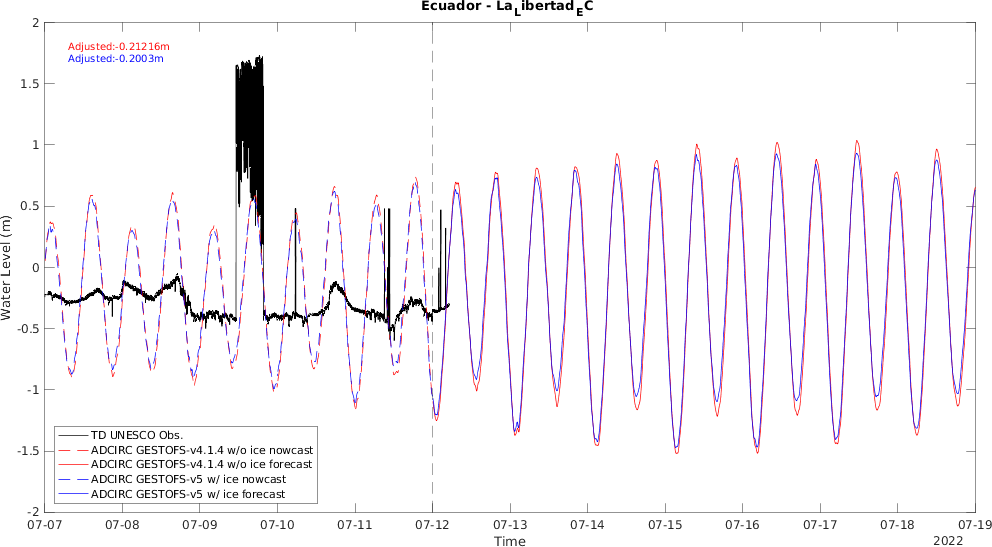 Ecuador - LaLibertadEC
Adjusted:-0.21216m
Adjusted:-0.2003m
Water Level (m)
2
1.5
1
0.5
0
-0.5
-1
-1.5
-2
TD UNESCO Obs.
ADCIRC GESTOFS-v4.1.4 w/o ice nowcast
ADCIRC GESTOFS-v4.1.4 w/o ice forecast
ADCIRC GESTOFS-v5 w/ ice nowcast
ADCIRC GESTOFS-v5 w/ ice forecast
07-07 07-08 07-09 07-10 07-11 07-12 07-13 07-14 07-15 07-16 07-17 07-18 07-19
Time
2022